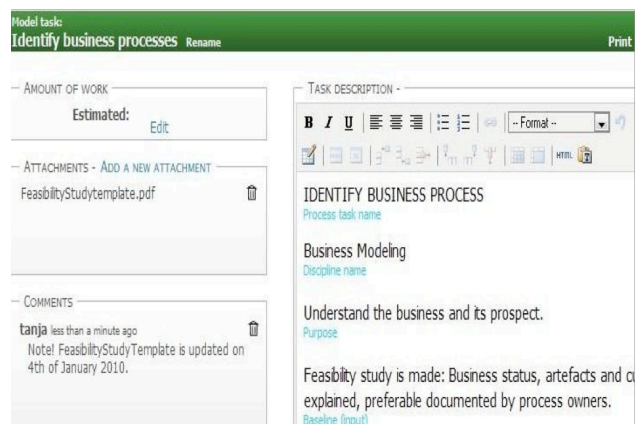 Model task:
Identify business processes Rename
Print
AMOUNT OF WORK
Estimated:
Edit
ATTACHMENTS - ADD A NEW ATTACHMENT
FeasibilityStudytemplate.pdf
COMMENTS
tanja less than a minute ago
Note! FeasibilityStudyTemplate is updated on
4th of January 2010.
TASK DESCRIPTION -
B I U -- Format --
HTML
IDENTIFY BUSINESS PROCESS
Process task name
Business Modeling
Discipline name
Understand the business and its prospect.
Purpose
Feasibility study is made: Business status, artefacts and
explained, preferable documented by process owners.
Baseline (input)